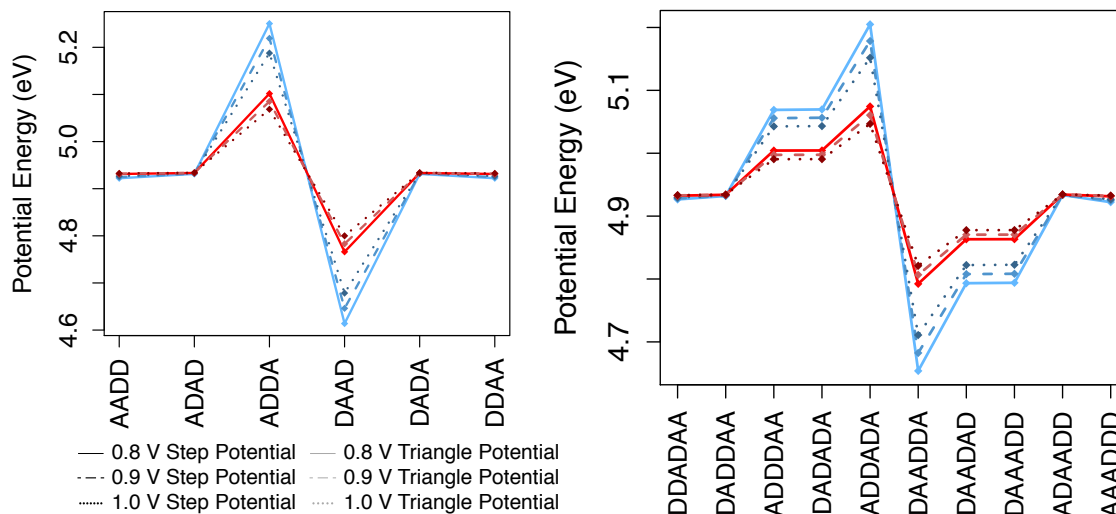 Potential Energy (eV)
5.2
5.0
4.8
4.6
AADD
ADAD
ADDA
DAAD
DADA
DDAA
0.8 V Step Potential
0.8 V Triangle Potential
0.9 V Step Potential
0.9 V Triangle Potential
1.0 V Step Potential
1.0 V Triangle Potential
Potential Energy (eV)
5.1
4.9
4.7
DDADAA
DADDAA
ADDDAA
DADADA
ADDADA
DAADDA
DAADAD
DAAADD
ADAADD
AADADD